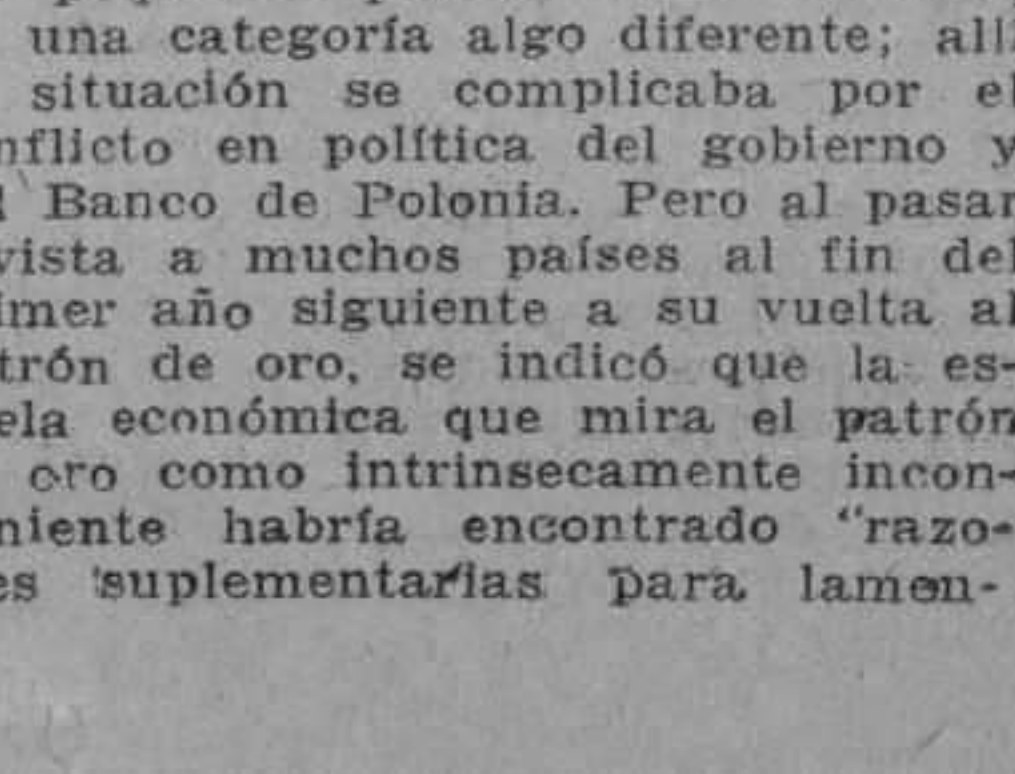 una categoría algo diferente; all
situación se complicaba por el
nflicto en política del gobierno y
Banco de Polonia. Pero al pasar
vista a muchos países al fin del
imer año siguiente a su vuelta al
trón de oro, se indicó que la es-
ela económica que mira el patrón
oro como intrinsecamente incon-
niente habría encontrado "razo-
es suplementarias para lamen-